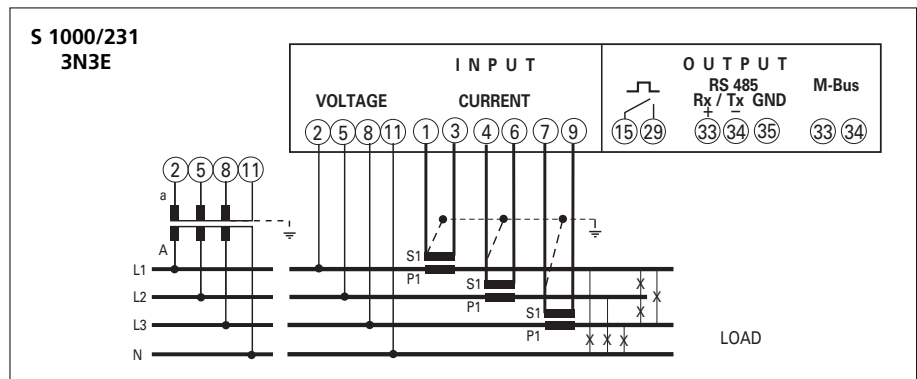 S 1000/231
3N3E
INPUT
OUTPUT
VOLTAGE
CURRENT
RS 485
Rx / Tx GND
+ –
M-Bus
2 5 8 11 1 3 4 6 7 9
15 29 33 34 35 33 34
2 5 8 11
a
A
S1
P1
S1
P1
S1
P1
L1
L2
L3
N
X
X X
X
X X X
LOAD